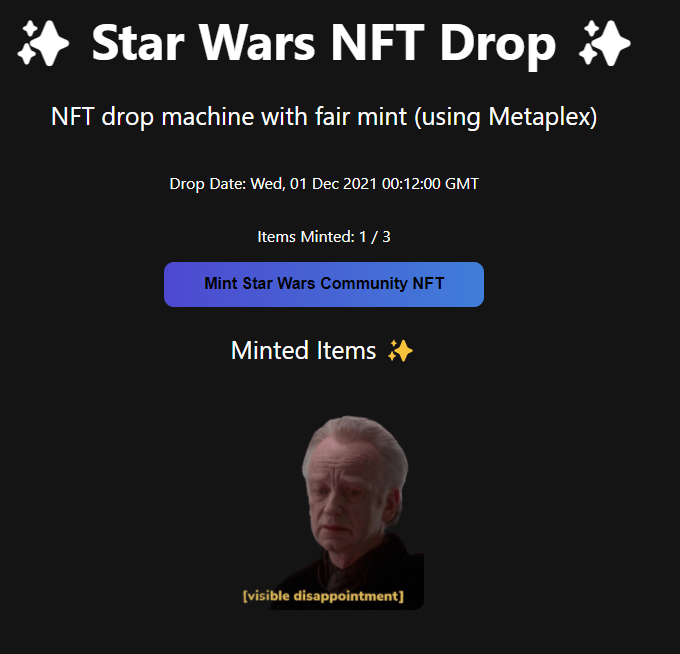 ✨ Star Wars NFT Drop ✨
NFT drop machine with fair mint (using Metaplex)
Drop Date: Wed, 01 Dec 2021 00:12:00 GMT
Items Minted: 1 / 3
Mint Star Wars Community NFT
Minted Items ✨
[visible disappointment]